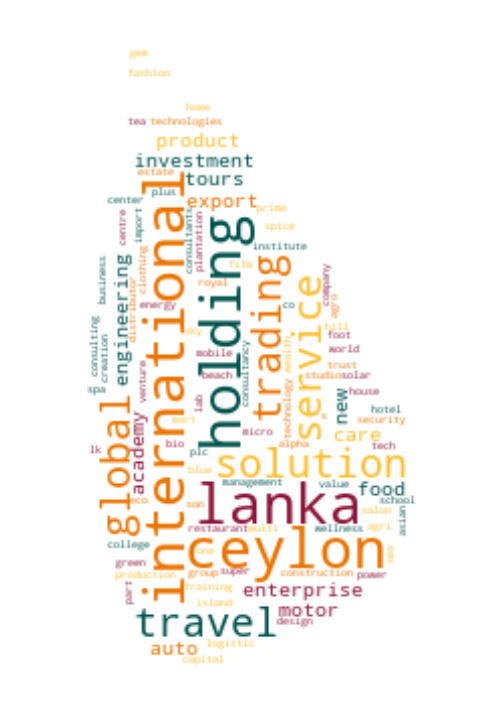 gem
fashion
home
tea
technologies
product
investment
estate
tours
plus
center
export
prime
centre
import
consultants
plantation
spice
international
holding
institute
trading
business
engineering
clothing
distributor
film
royal
service
company
agro
energy
co
sky
hill
foot
world
consulting
creation
mobile
consultancy
technology
wealth
trust
studio
solar
spa
venture
beach
new
house
global
academy
lab
mart
micro
hotel
security
care
lk
bio
plc
alpha
tech
blue
solution
management
value
food
school
eco
son
lanka
salon
asian
restaurant
multi
wellness
agri
college
one
ceylon
green
production
group
super
construction
power
part
training
enterprise
island
travel
motor
design
auto
logistic
capital